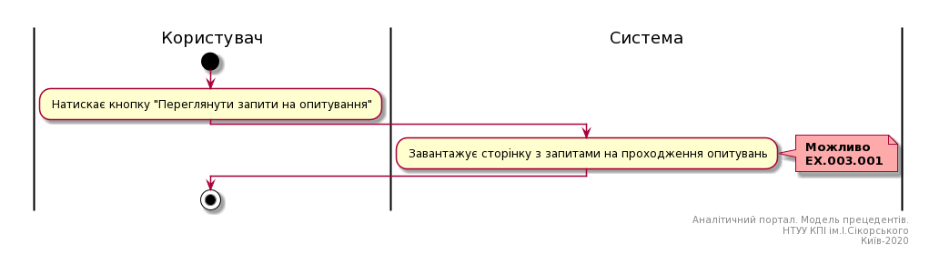 Користувач
Система
Натискає кнопку "Переглянути запити на опитування"
Завантажує сторінку з запитами на проходження опитувань
Можливо
EX.003.001
Аналітичний портал. Модель прецедентів.
НТУУ КПІ ім.І.Сікорського
Київ-2020